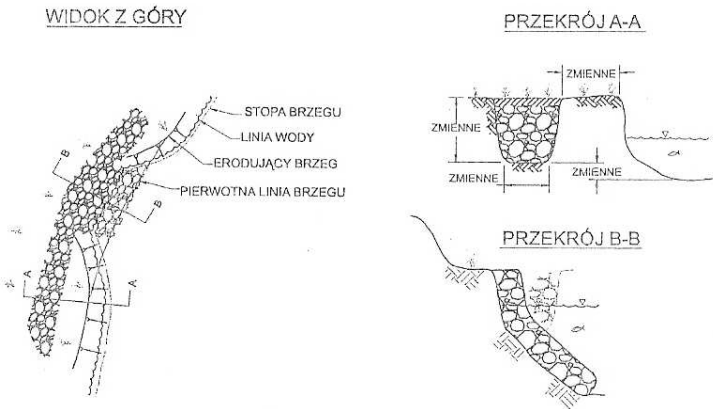 WIDOK Z GÓRY
STOPA BRZEGU
LINIA WODY
ERODUJĄCY BRZEG
PIERWOTNA LINIA BRZEGU
B
B
A
A
PRZEKRÓJ A-A
ZMIENNE
ZMIENNE
ZMIENNE
ZMIENNE
PRZEKRÓJ B-B